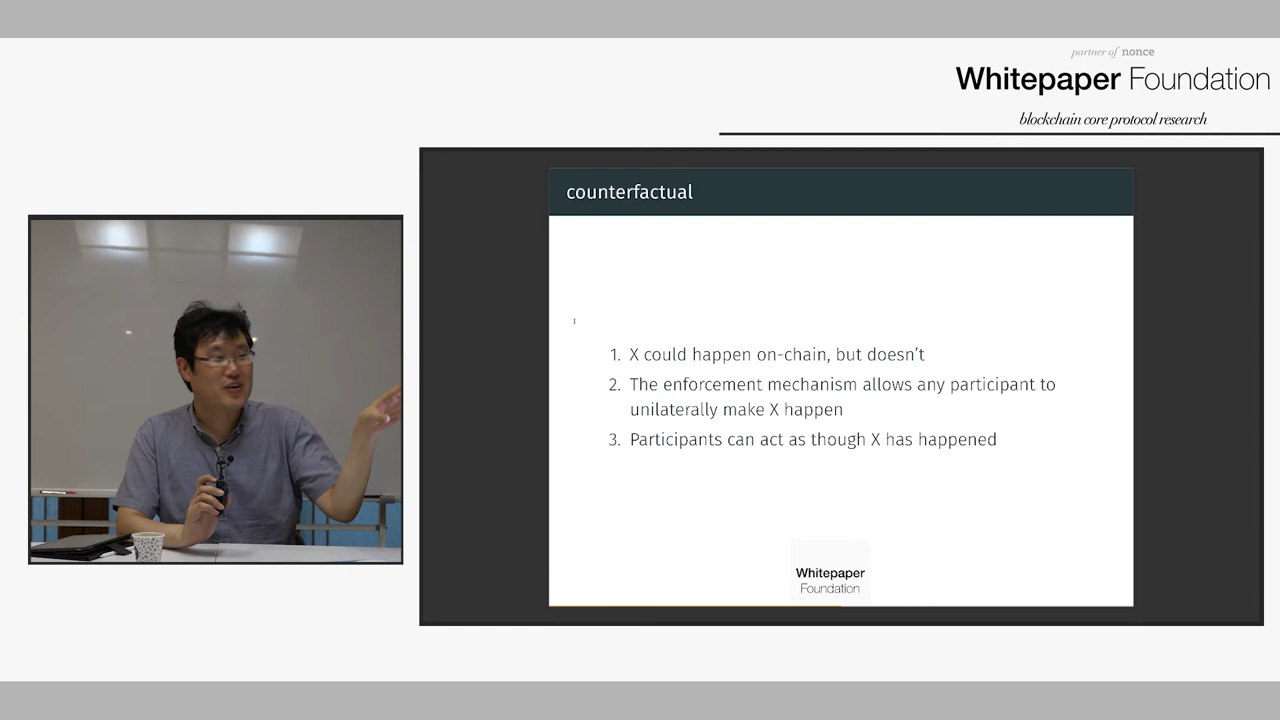 partner of nonce
Whitepaper Foundation
blockchain core protocol research
counterfactual
1. X could happen on-chain, but doesn't
2. The enforcement mechanism allows any participant to
unilaterally make X happen
3. Participants can act as though X has happened
Whitepaper
Foundation